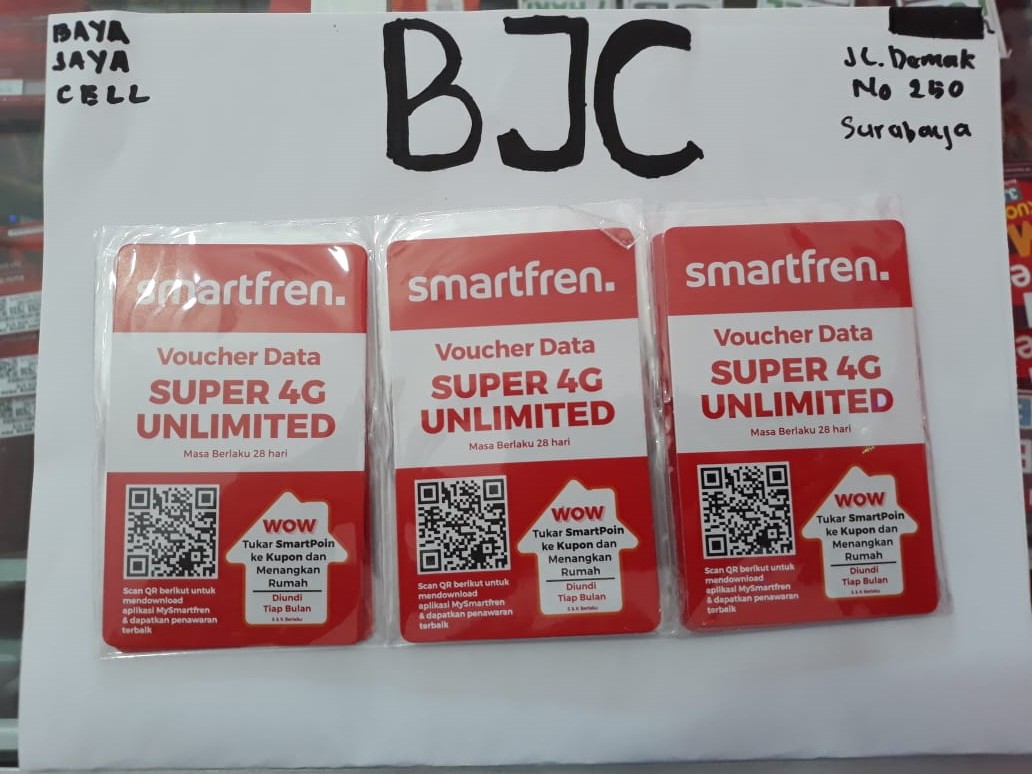 BAYA
JAYA
CELL
BJC
JL. Demak
No 250
Surabaya
smartfren.
Voucher Data
SUPER 4G
UNLIMITED
Masa Berlaku 28 hari
WOW
Tukar SmartPoin
ke Kupon dan
Menangkan
Rumah
Diundi
Tiap Bulan
S & K Berlaku
Scan QR berikut untuk
mendownload
aplikasi MySmartfren
& dapatkan penawaran
terbaik
smartfren.
Voucher Data
SUPER 4G
UNLIMITED
Masa Berlaku 28 hari
WOW
Tukar SmartPoin
ke Kupon dan
Menangkan
Rumah
Diundi
Tiap Bulan
S & K Berlaku
Scan QR berikut untuk
mendownload
aplikasi MySmartfren
& dapatkan penawaran
terbaik
smartfren.
Voucher Data
SUPER 4G
UNLIMITED
Masa Berlaku 28 hari
WOW
Tukar SmartPoin
ke Kupon dan
Menangkan
Rumah
Diundi
Tiap Bulan
S & K Berlaku
Scan QR berikut untuk
mendownload
aplikasi MySmartfren
& dapatkan penawaran
terbaik